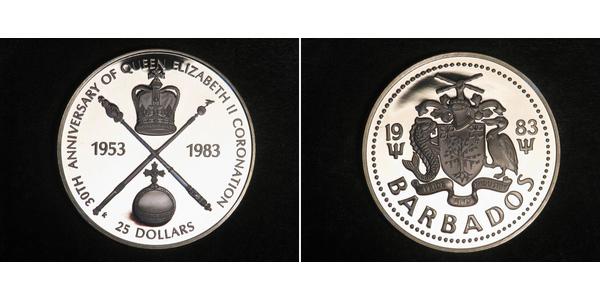 30TH ANNIVERSARY OF QUEEN ELIZABETH II CORONATION
1953 1983
25 DOLLARS
19 83
BARBADOS